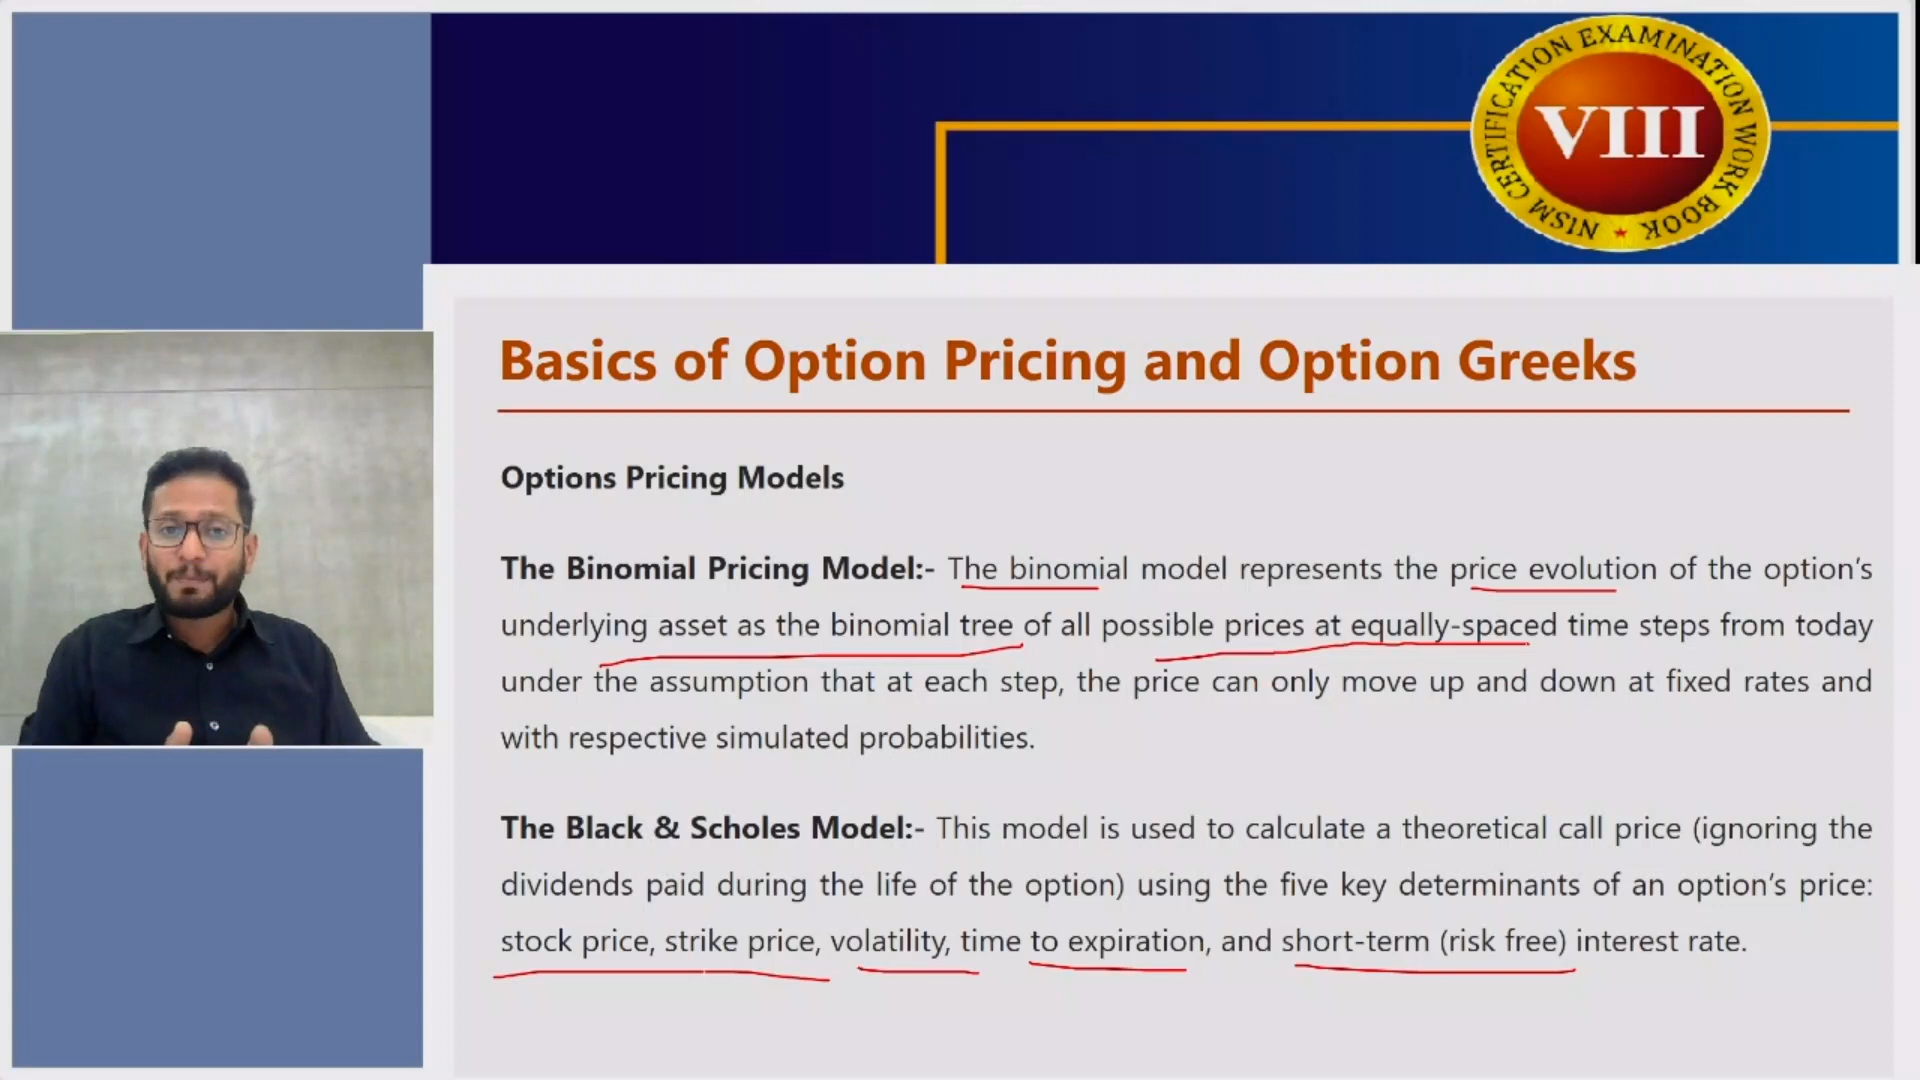 NISM CERTIFICATION EXAMINATION WORK BOOK
VIII
Basics of Option Pricing and Option Greeks
Options Pricing Models
The Binomial Pricing Model:- The binomial model represents the price evolution of the option's
underlying asset as the binomial tree of all possible prices at equally-spaced time steps from today
under the assumption that at each step, the price can only move up and down at fixed rates and
with respective simulated probabilities.
The Black & Scholes Model:- This model is used to calculate a theoretical call price (ignoring the
dividends paid during the life of the option) using the five key determinants of an option's price:
stock price, strike price, volatility, time to expiration, and short-term (risk free) interest rate.